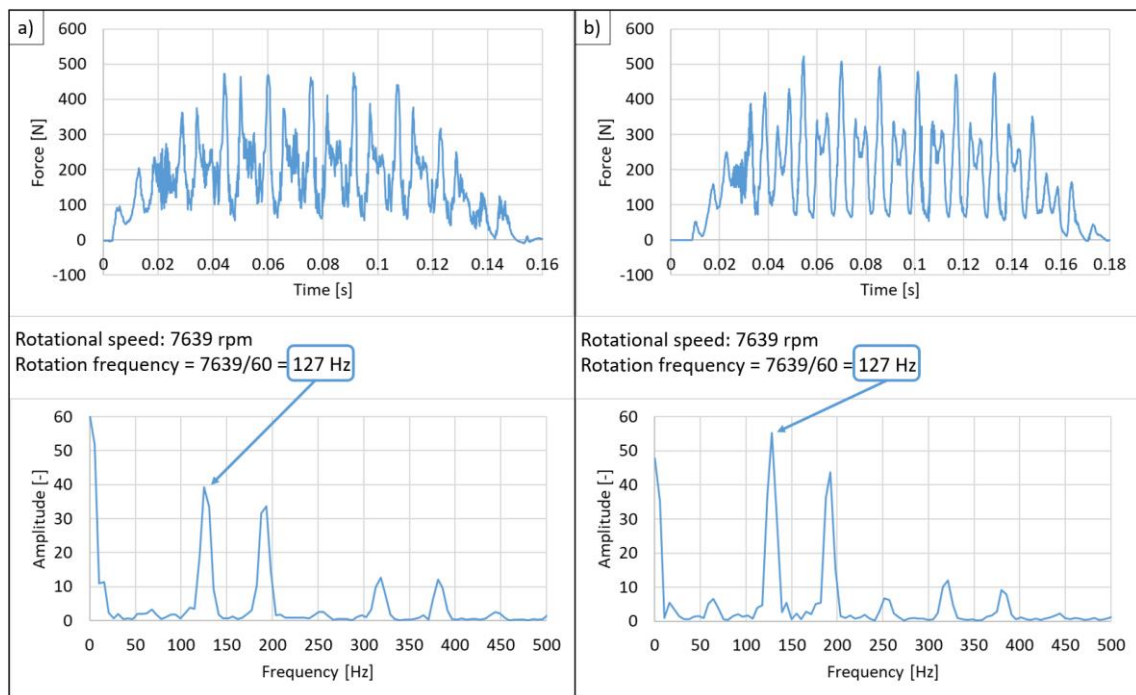 a)
600
500
400
300
200
100
0
-100
Force [N]
0 0.02 0.04 0.06 0.08 0.1 0.12 0.14 0.16
Time [s]
Rotational speed: 7639 rpm
Rotation frequency = 7639/60 = 127 Hz
60
50
40
30
20
10
0
Amplitude [-]
0 50 100 150 200 250 300 350 400 450 500
Frequency [Hz]
b)
600
500
400
300
200
100
0
-100
Force [N]
0 0.02 0.04 0.06 0.08 0.1 0.12 0.14 0.16 0.18
Time [s]
Rotational speed: 7639 rpm
Rotation frequency = 7639/60 = 127 Hz
60
50
40
30
20
10
0
Amplitude [-]
0 50 100 150 200 250 300 350 400 450 500
Frequency [Hz]